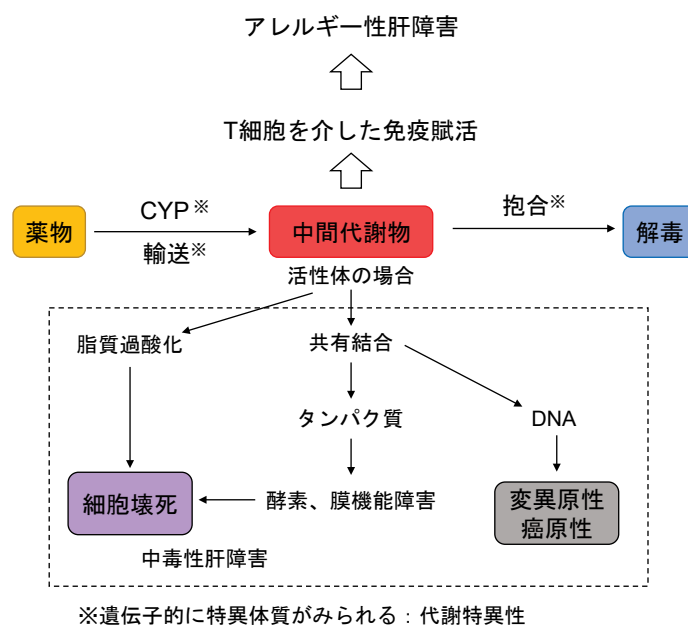 アレルギー性肝障害
T細胞を介した免疫賦活
薬物
CYP※
輸送※
中間代謝物
抱合※
解毒
活性体の場合
脂質過酸化
共有結合
タンパク質
DNA
細胞壊死
酵素、膜機能障害
変異原性
癌原性
中毒性肝障害
※遺伝子的に特異体質がみられる：代謝特異性